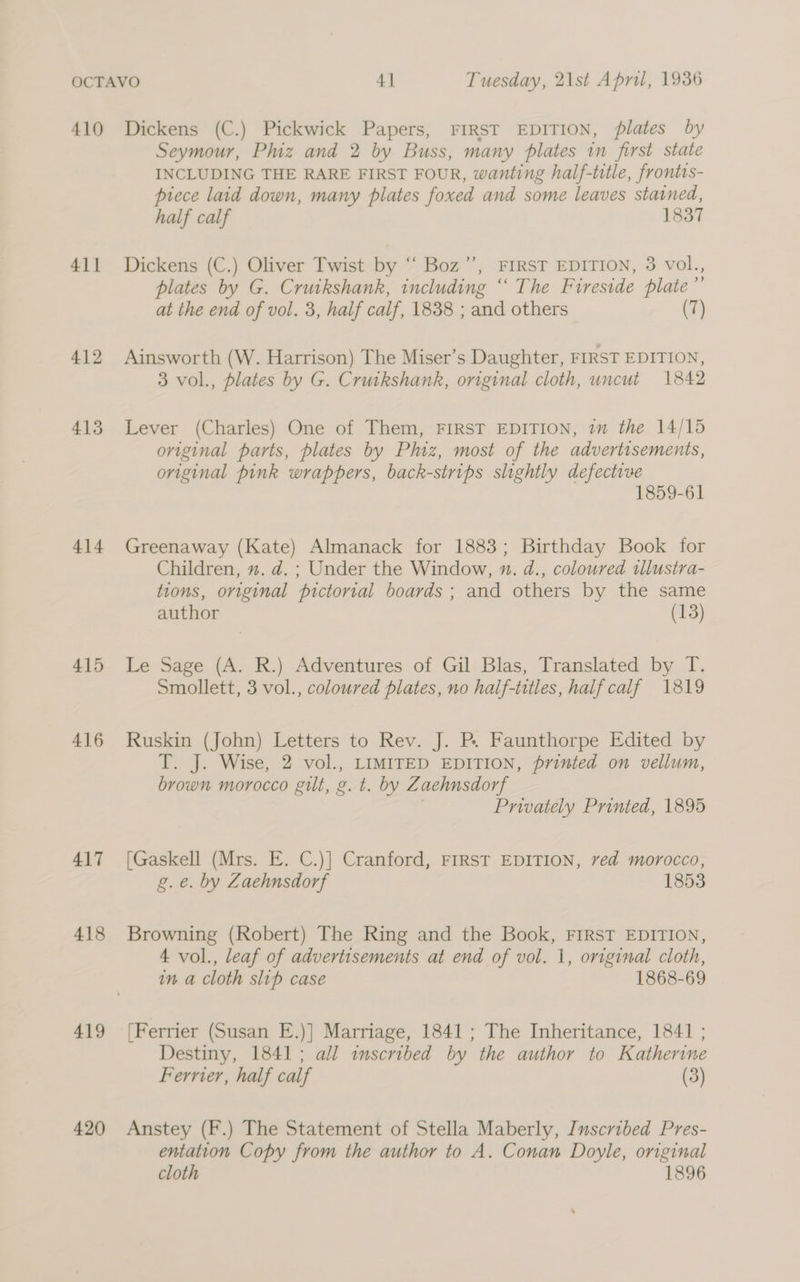 OCTAVO 41 Tuesday, 21st April, 1936
410 Dickens (C.) Pickwick Papers, FIRST EDITION, plates by
Seymour, Phiz and 2 by Buss, many plates in first state
INCLUDING THE RARE FIRST FOUR, wanting half-title, frontis-
piece laid down, many plates foxed and some leaves stained,
half calf 1837
411 Dickens (C.) Oliver Twist by “ Boz ”, FIRST EDITION, 3 vol.,
plates by G. Cruikshank, including “ The Fireside plate ”
at the end of vol. 3, half calf, 1838 ; and others (7)
412 Ainsworth (W. Harrison) The Miser’s Daughter, FIRST EDITION,
3 vol., plates by G. Cruikshank, original cloth, uncut 1842
413 Lever (Charles) One of Them, FIRST EDITION, in the 14/15
original parts, plates by Phiz, most of the advertisements,
original pink wrappers, back-strips slightly defective
1859-61
414 Greenaway (Kate) Almanack for 1883 ; Birthday Book for
Children, n. d. ; Under the Window, n. d., coloured illustra-
tions, original pictorial boards ; and others by the same
author (13)
415 Le Sage (A. R.) Adventures of Gil Blas, Translated by T.
Smollett, 3 vol., coloured plates, no half-titles, half calf 1819
416 Ruskin (John) Letters to Rev. J. P. Faunthorpe Edited by
T. J. Wise, 2 vol., LIMITED EDITION, printed on vellum,
brown morocco gilt, g. t. by Zaehnsdorf
Privately Printed, 1895
417 [Gaskell (Mrs. E. C.)] Cranford, FIRST EDITION, red morocco,
g. e. by Zaehnsdorf 1853
418 Browning (Robert) The Ring and the Book, FIRST EDITION,
4 vol., leaf of advertisements at end of vol. 1, original cloth,
in a cloth slip case 1868-69
419 [Ferrier (Susan E.)] Marriage, 1841 ; The Inheritance, 1841 ;
Destiny, 1841 ; all inscribed by the author to Katherine
Ferrier, half calf (3)
420 Anstey (F.) The Statement of Stella Maberly, Inscribed Pres-
entation Copy from the author to A. Conan Doyle, original
cloth 1896